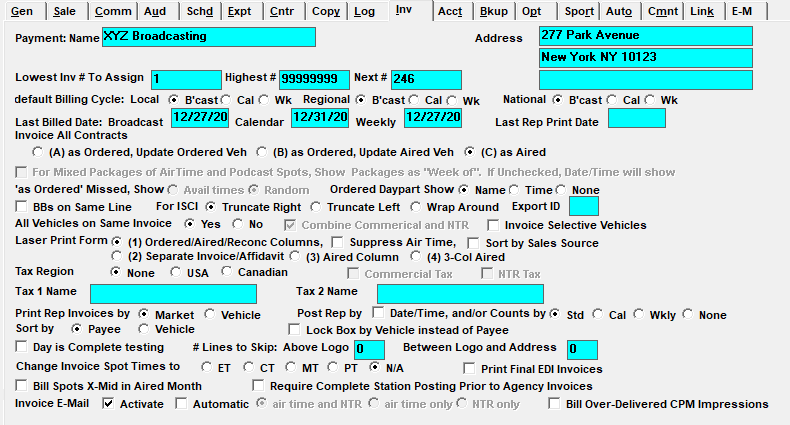 Gen Sale Comm Aud Schd Expt Cntr Copy Log Inv Acct Bkup Opt Sport Auto Cmnt Link E-M
Payment: Name XYZ Broadcasting Address 277 Park Avenue
New York NY 10123
Lowest Inv # To Assign 1 Highest # 99999999 Next # 246
default Billing Cycle: Local B'cast Cal Wk Regional B'cast Cal Wk National B'cast Cal Wk
Last Billed Date: Broadcast 12/27/20 Calendar 12/31/20 Weekly 12/27/20 Last Rep Print Date
Invoice All Contracts
(A) as Ordered, Update Ordered Veh (B) as Ordered, Update Aired Veh (C) as Aired
For Mixed Packages of AirTime and Podcast Spots, Show Packages as "Week of". If Unchecked, Date/Time will show
'as Ordered' Missed, Show Avail times Random Ordered Daypart Show Name Time None
BBs on Same Line For ISCI Truncate Right Truncate Left Wrap Around Export ID
All Vehicles on Same Invoice Yes No Combine Commerical and NTR Invoice Selective Vehicles
Laser Print Form (1) Ordered/Aired/Reconc Columns, Suppress Air Time, Sort by Sales Source
(2) Separate Invoice/Affidavit (3) Aired Column (4) 3-Col Aired
Tax Region None USA Canadian Commercial Tax NTR Tax
Tax 1 Name Tax 2 Name
Print Rep Invoices by Market Vehicle Post Rep by Date/Time, and/or Counts by Std Cal Wkly None
Sort by Payee Vehicle Lock Box by Vehicle instead of Payee
Day is Complete testing # Lines to Skip: Above Logo 0 Between Logo and Address 0
Change Invoice Spot Times to ET CT MT PT N/A Print Final EDI Invoices
Bill Spots X-Mid in Aired Month Require Complete Station Posting Prior to Agency Invoices
Invoice E-Mail Activate Automatic air time and NTR air time only NTR only Bill Over-Delivered CPM Impressions